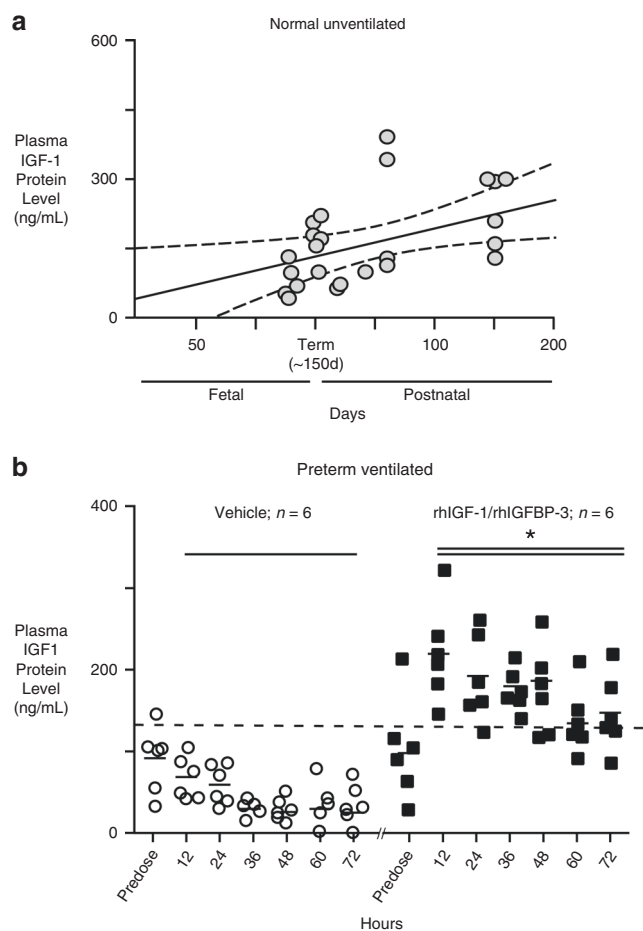 a
Normal unventilated
600
300
0
Plasma
IGF-1
Protein
Level
(ng/mL)
50
Term
(~150d)
100
200
Fetal
Postnatal
Days
b
Preterm ventilated
400
200
0
Vehicle; n = 6
rhIGF-1/rhIGFBP-3; n = 6
*
Plasma
IGF1
Protein
Level
(ng/mL)
Predose
12
24
36
48
60
72
Predose
12
24
36
48
60
72
Hours